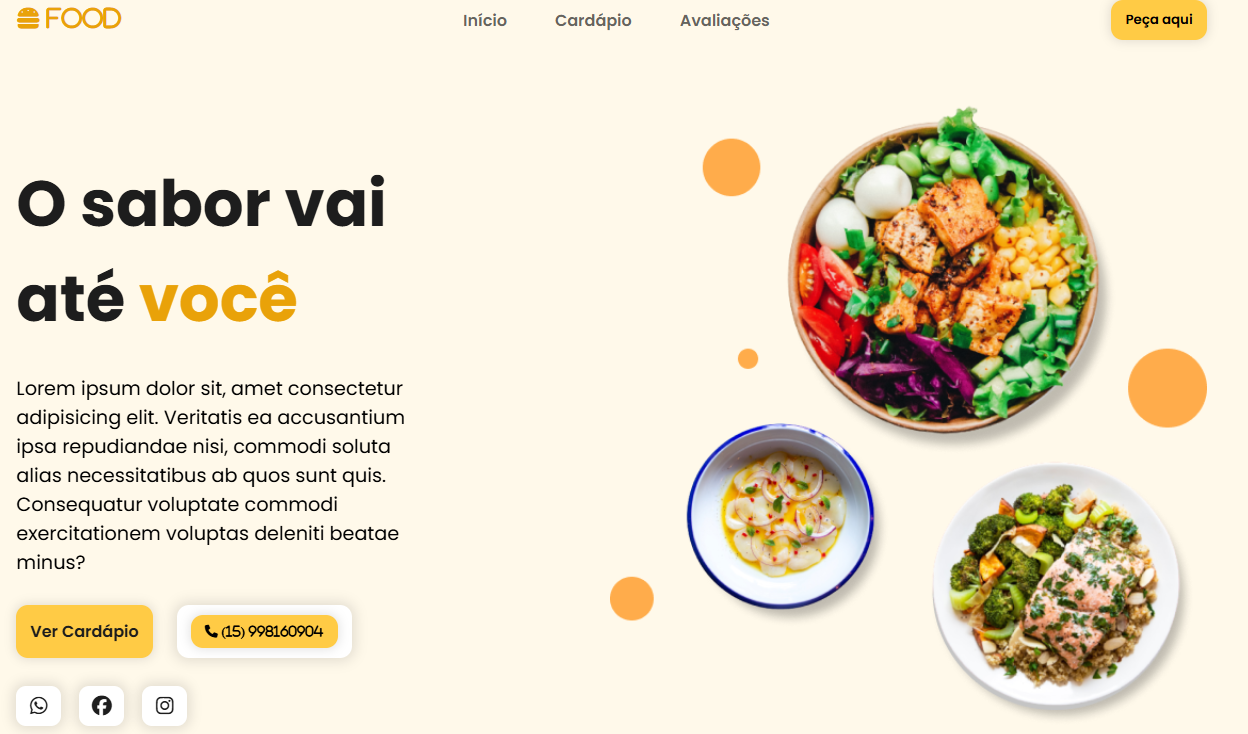 FOOD
Início
Cardápio
Avaliações
Peça aqui
O sabor vai
até você
Lorem ipsum dolor sit, amet consectetur
adipisicing elit. Veritatis ea accusantium
ipsa repudiandae nisi, commodi soluta
alias necessitatibus ab quos sunt quis.
Consequatur voluptate commodi
exercitationem voluptas deleniti beatae
minus?
Ver Cardápio
(15) 998160904